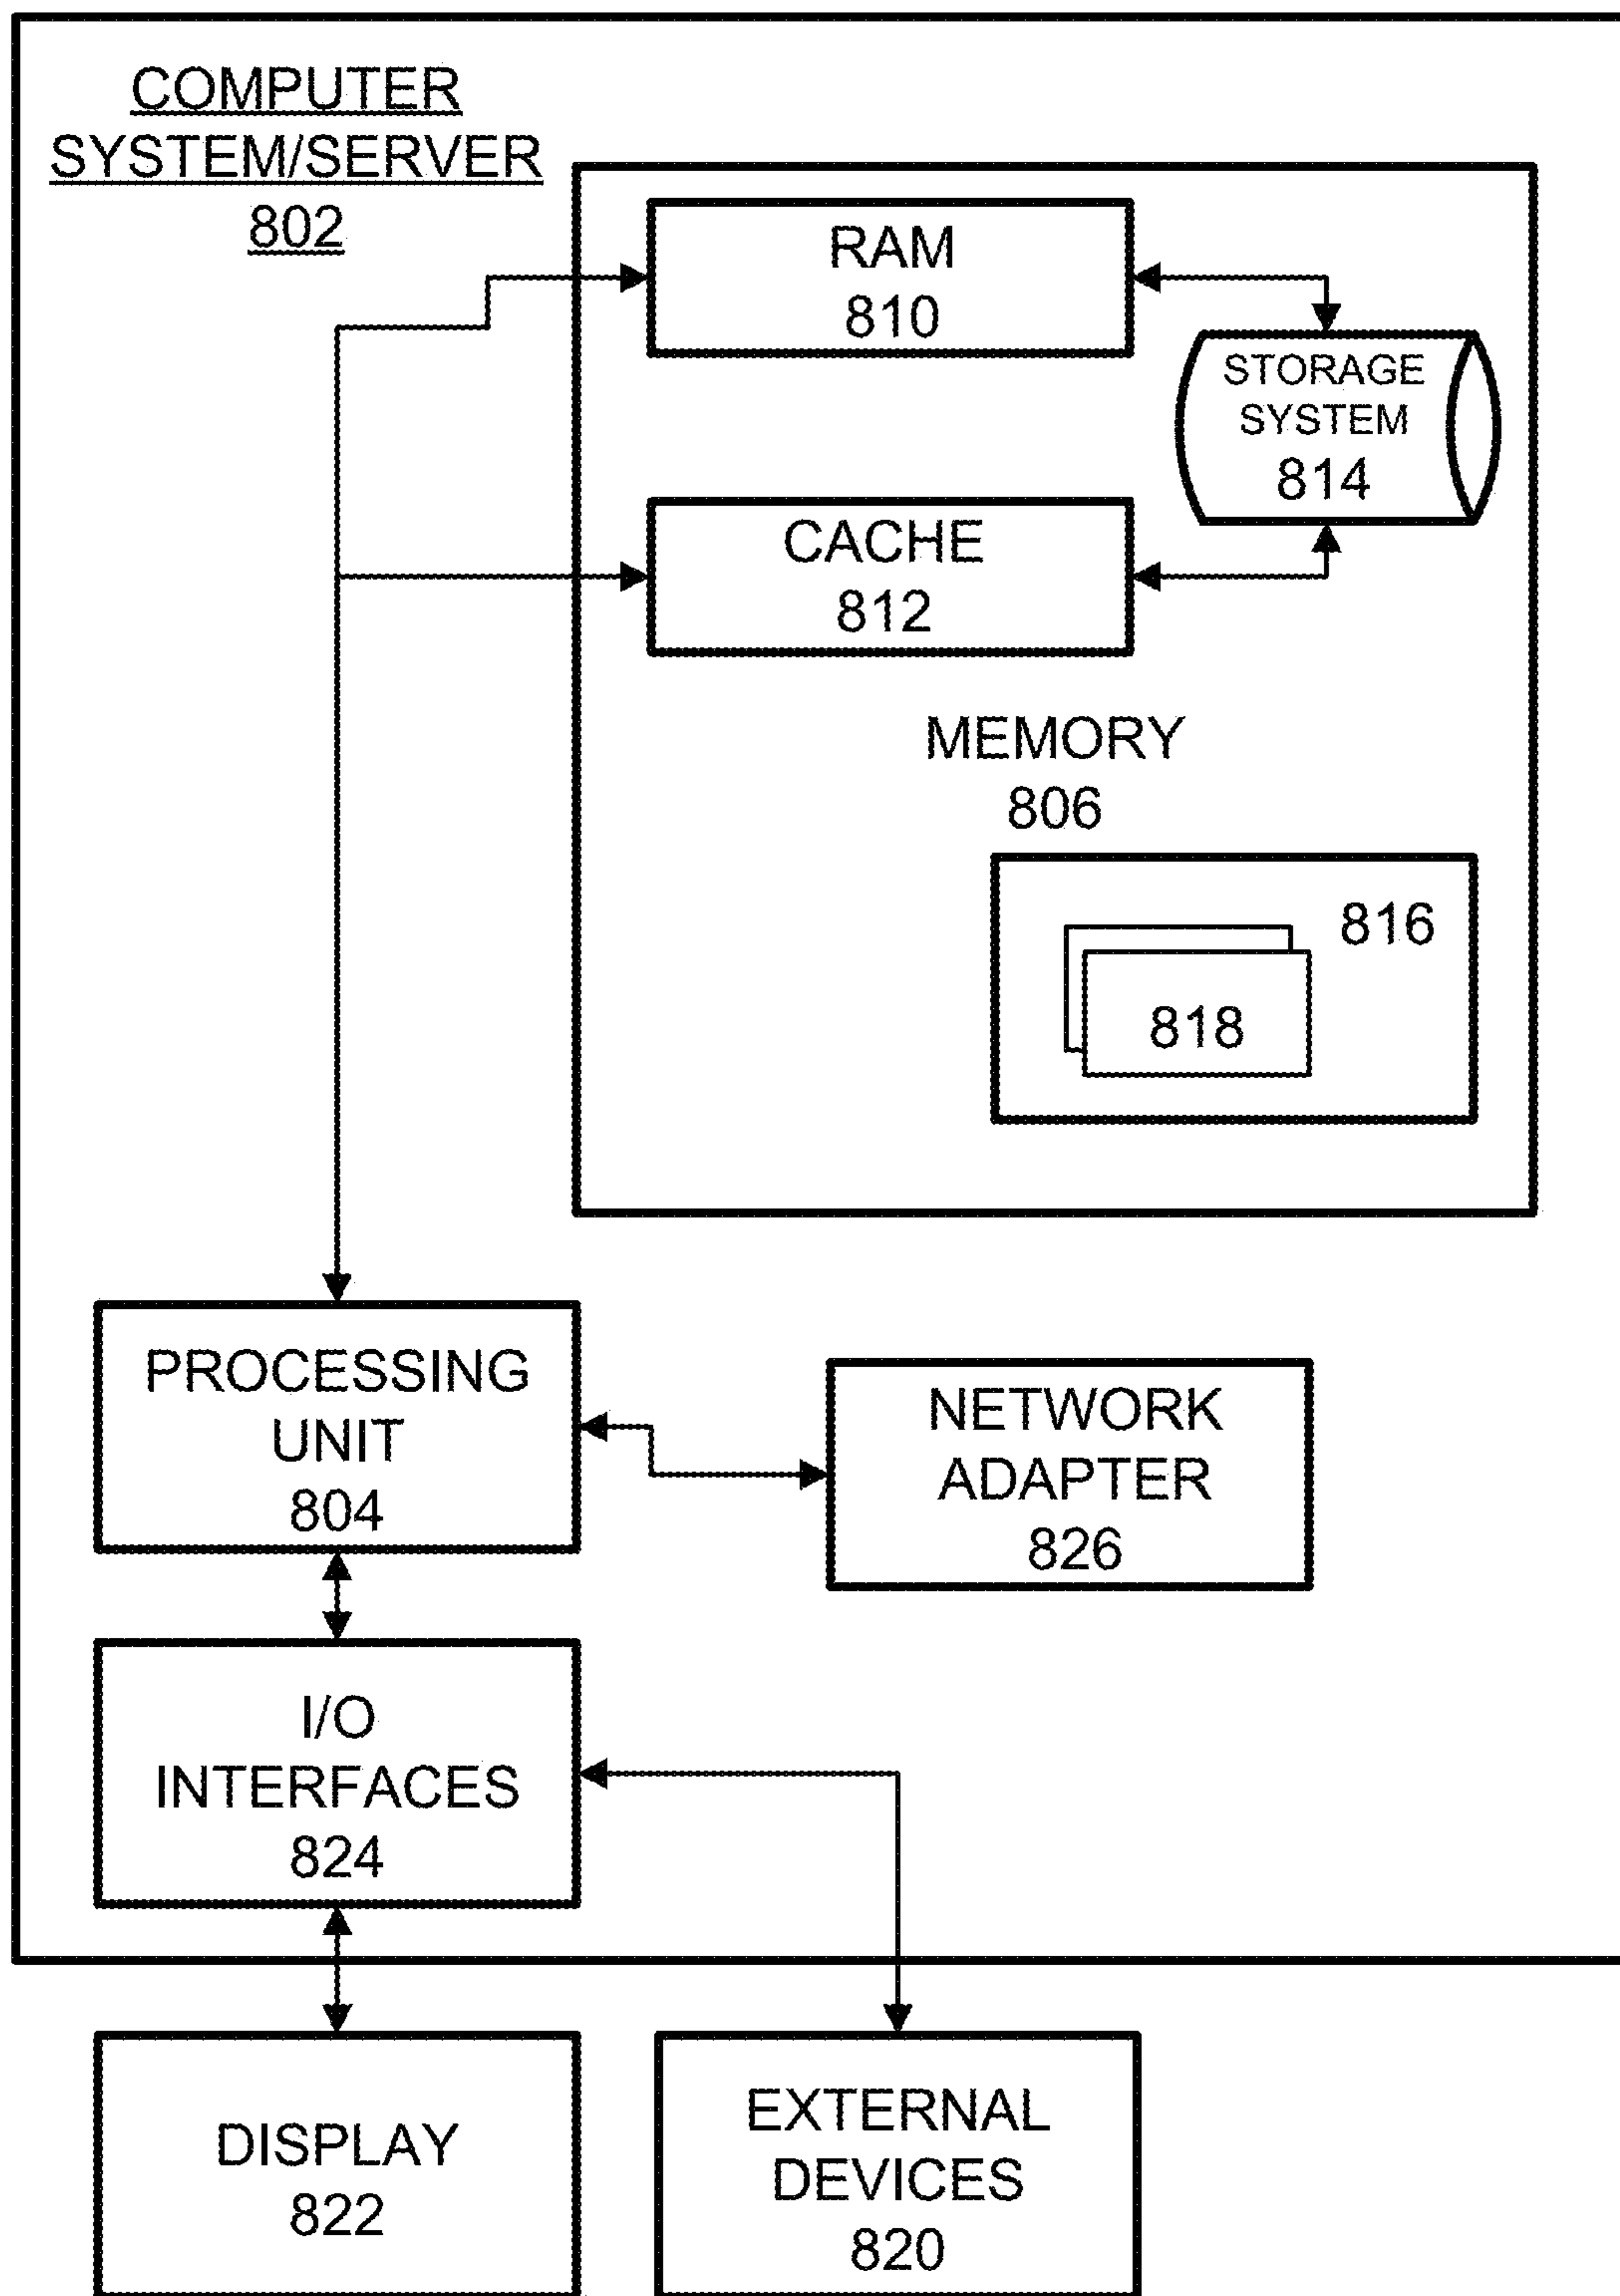 COMPUTER
SYSTEM/SERVER
802
RAM
810
STORAGE
SYSTEM
814
CACHE
812
MEMORY
806
816
818
PROCESSING
UNIT
804
NETWORK
ADAPTER
826
I/O
INTERFACES
824
DISPLAY
822
EXTERNAL
DEVICES
820